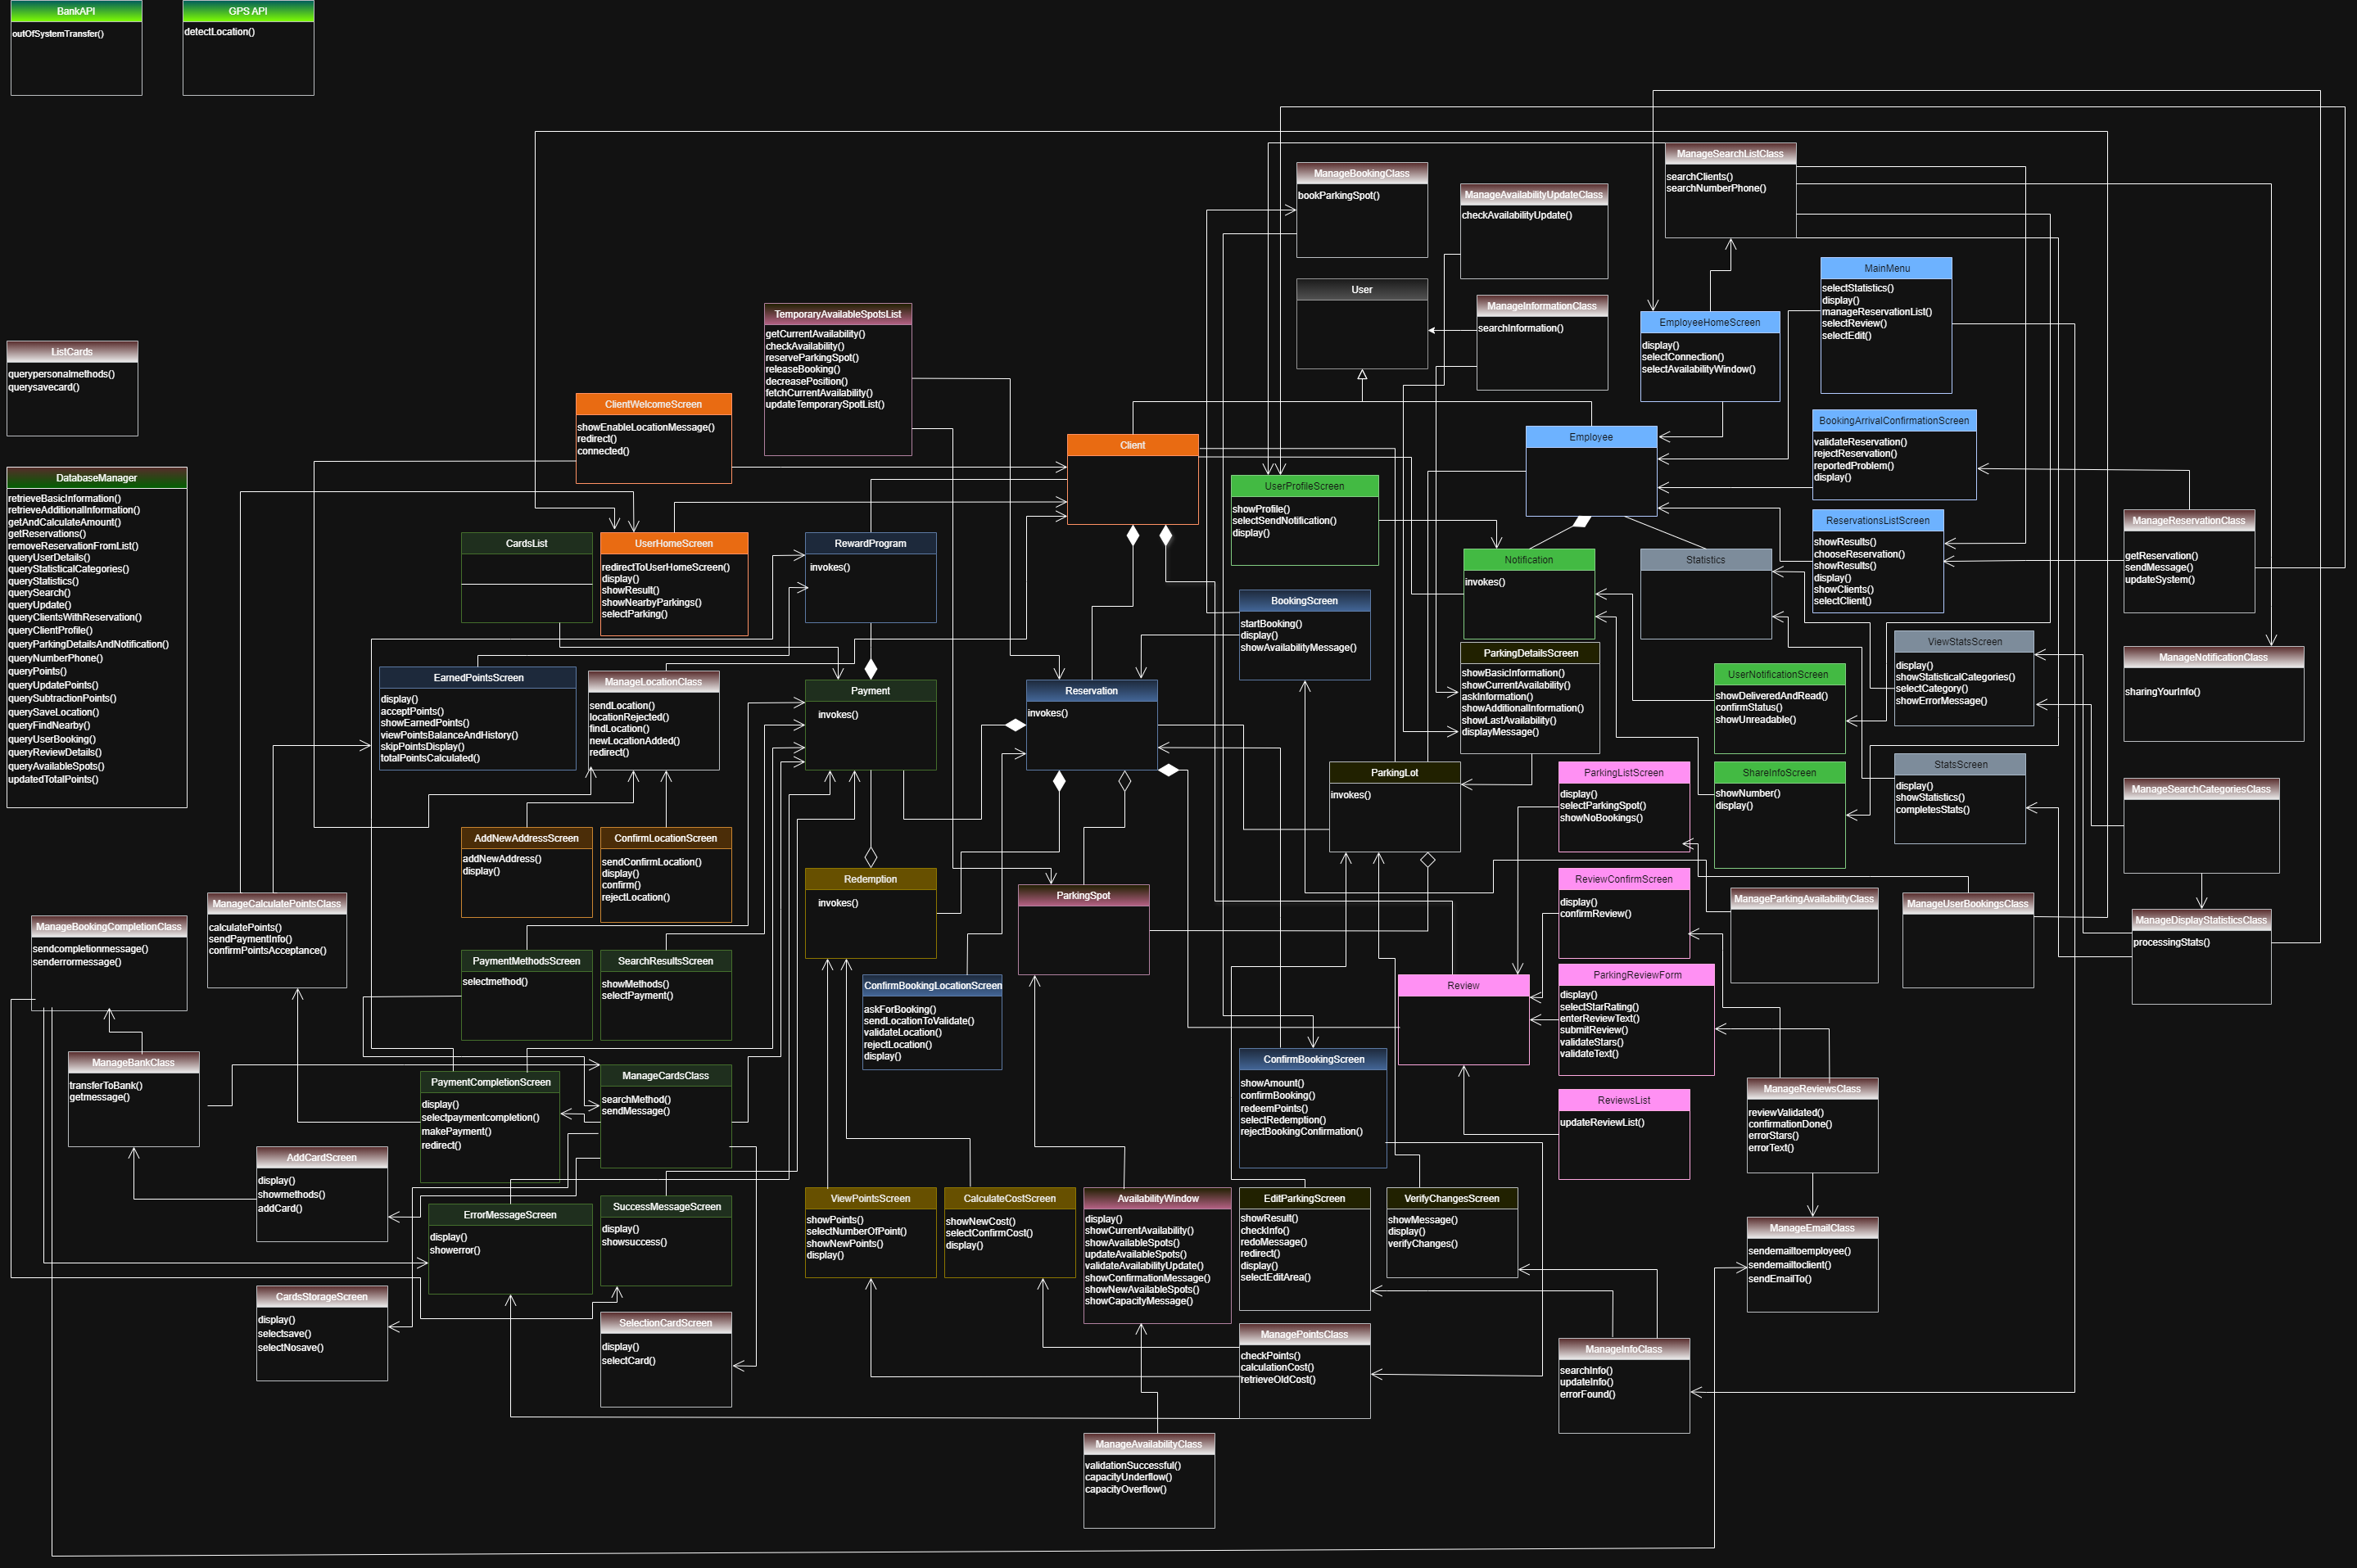 BankAPI
outOfSystemTransfer()
GPS API
detectLocation()
ManageSearchListClass
searchClients()
searchNumberPhone()
ManageBookingClass
bookParkingSpot()
ManageAvailabilityUpdateClass
checkAvailabilityUpdate()
MainMenu
selectStatistics()
display()
manageReservationList()
selectReview()
selectEdit()
User
ManageInformationClass
searchInformation()
TemporaryAvailableSpotsList
getCurrentAvailability()
checkAvailability()
reserveParkingSpot()
releaseBooking()
decreasePosition()
fetchCurrentAvailability()
updateTemporarySpotList()
EmployeeHomeScreen
display()
selectConnection()
selectAvailabilityWindow()
ListCards
querypersonalmethods()
querysavecard()
ClientWelcomeScreen
showEnableLocationMessage()
redirect()
connected()
BookingArrivalConfirmationScreen
validateReservation()
rejectReservation()
reportedProblem()
display()
Client
Employee
DatabaseManager
retrieveBasicInformation()
retrieveAdditionalInformation()
getAndCalculateAmount()
getReservations()
removeReservationFromList()
queryUserDetails()
queryStatisticalCategories()
queryStatistics()
querySearch()
queryUpdate()
queryClientsWithReservation()
queryClientProfile()
queryParkingDetailsAndNotification()
queryNumberPhone()
queryPoints()
queryUpdatePoints()
querySubtractionPoints()
querySaveLocation()
queryFindNearby()
queryUserBooking()
queryReviewDetails()
queryAvailableSpots()
updatedTotalPoints()
UserProfileScreen
showProfile()
selectSendNotification()
display()
ReservationsListScreen
showResults()
chooseReservation()
showResults()
display()
showClients()
selectClient()
ManageReservationClass
getReservation()
sendMessage()
updateSystem()
CardsList
UserHomeScreen
redirectToUserHomeScreen()
display()
showResult()
showNearbyParkings()
selectParking()
RewardProgram
invokes()
Notification
invokes()
Statistics
BookingScreen
startBooking()
display()
showAvailabilityMessage()
ViewStatsScreen
display()
showStatisticalCategories()
selectCategory()
showErrorMessage()
ParkingDetailsScreen
showBasicInformation()
showCurrentAvailability()
askInformation()
showAdditionalInformation()
showLastAvailability()
displayMessage()
ManageNotificationClass
sharingYourInfo()
EarnedPointsScreen
display()
acceptPoints()
showEarnedPoints()
viewPointsBalanceAndHistory()
skipPointsDisplay()
totalPointsCalculated()
ManageLocationClass
sendLocation()
locationRejected()
findLocation()
newLocationAdded()
redirect()
Payment
invokes()
Reservation
invokes()
UserNotificationScreen
showDeliveredAndRead()
confirmStatus()
showUnreadable()
StatsScreen
display()
showStatistics()
completesStats()
ParkingLot
invokes()
ParkingListScreen
display()
selectParkingSpot()
showNoBookings()
ShareInfoScreen
showNumber()
display()
ManageSearchCategoriesClass
AddNewAddressScreen
addNewAddress()
display()
ConfirmLocationScreen
sendConfirmLocation()
display()
confirm()
rejectLocation()
Redemption
invokes()
ParkingSpot
ReviewConfirmScreen
display()
confirmReview()
ManageParkingAvailabilityClass
ManageUserBookingsClass
ManageDisplayStatisticsClass
processingStats()
ManageBookingCompletionClass
sendcompletionmessage()
senderrormessage()
ManageCalculatePointsClass
calculatePoints()
sendPaymentInfo()
confirmPointsAcceptance()
PaymentMethodsScreen
selectmethod()
SearchResultsScreen
showMethods()
selectPayment()
ConfirmBookingLocationScreen
askForBooking()
sendLocationToValidate()
validateLocation()
rejectLocation()
display()
Review
ParkingReviewForm
display()
selectStarRating()
enterReviewText()
submitReview()
validateStars()
validateText()
ManageBankClass
transferToBank()
getmessage()
PaymentCompletionScreen
display()
selectpaymentcompletion()
makePayment()
redirect()
ManageCardsClass
searchMethod()
sendMessage()
ConfirmBookingScreen
showAmount()
confirmBooking()
redeemPoints()
selectRedemption()
rejectBookingConfirmation()
ReviewsList
updateReviewList()
ManageReviewsClass
reviewValidated()
confirmationDone()
errorStars()
errorText()
AddCardScreen
display()
showmethods()
addCard()
ErrorMessageScreen
display()
showerror()
SuccessMessageScreen
display()
showsuccess()
ViewPointsScreen
showPoints()
selectNumberOfPoint()
showNewPoints()
display()
CalculateCostScreen
showNewCost()
selectConfirmCost()
display()
AvailabilityWindow
display()
showCurrentAvailability()
showAvailableSpots()
updateAvailableSpots()
validateAvailabilityUpdate()
showConfirmationMessage()
showNewAvailableSpots()
showCapacityMessage()
EditParkingScreen
showResult()
checkInfo()
redoMessage()
redirect()
display()
selectEditArea()
VerifyChangesScreen
showMessage()
display()
verifyChanges()
ManageEmailClass
sendemailtoemployee()
sendemailtoclient()
sendEmailTo()
CardsStorageScreen
display()
selectsave()
selectNosave()
SelectionCardScreen
display()
selectCard()
ManagePointsClass
checkPoints()
calculationCost()
retrieveOldCost()
ManageInfoClass
searchInfo()
updateInfo()
errorFound()
ManageAvailabilityClass
validationSuccessful()
capacityUnderflow()
capacityOverflow()